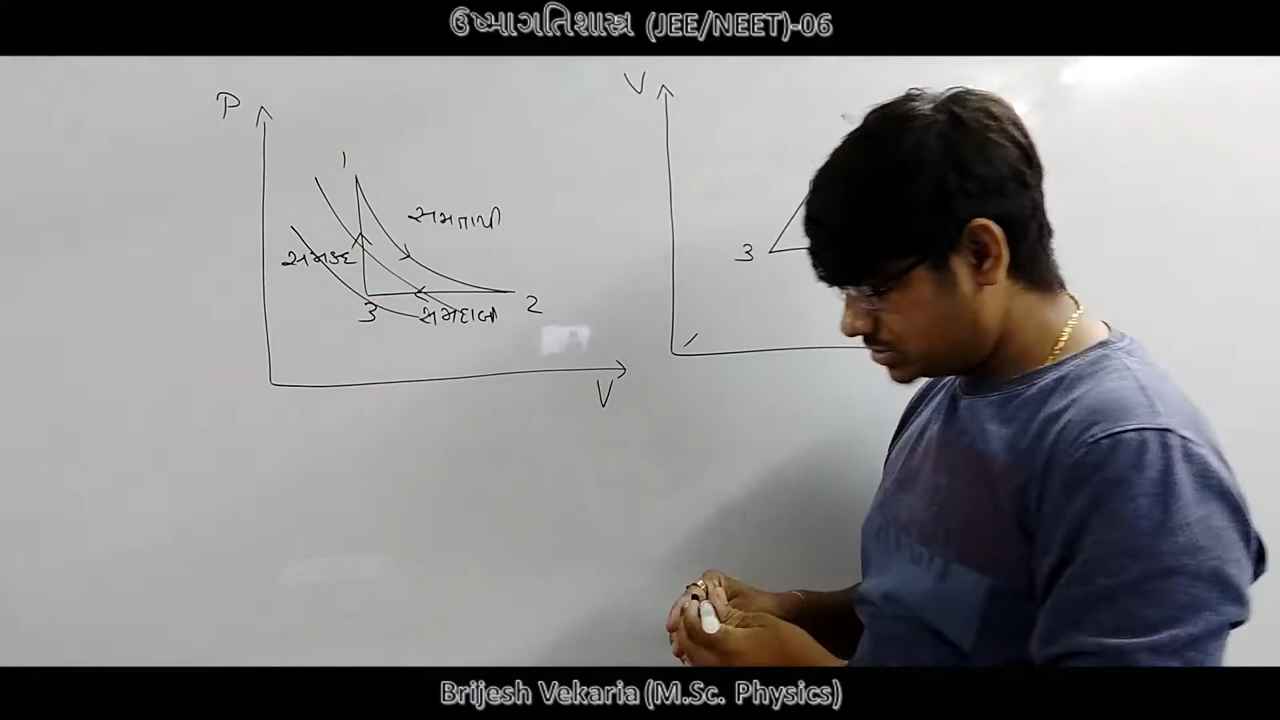 ઉષ્માગતિશાસ્ત્ર (JEE/NEET)-06
P
1
સમતાપી
સમકદ
3
સમદાબી
2
V
V
3
Brijesh Vekaria (M.Sc. Physics)